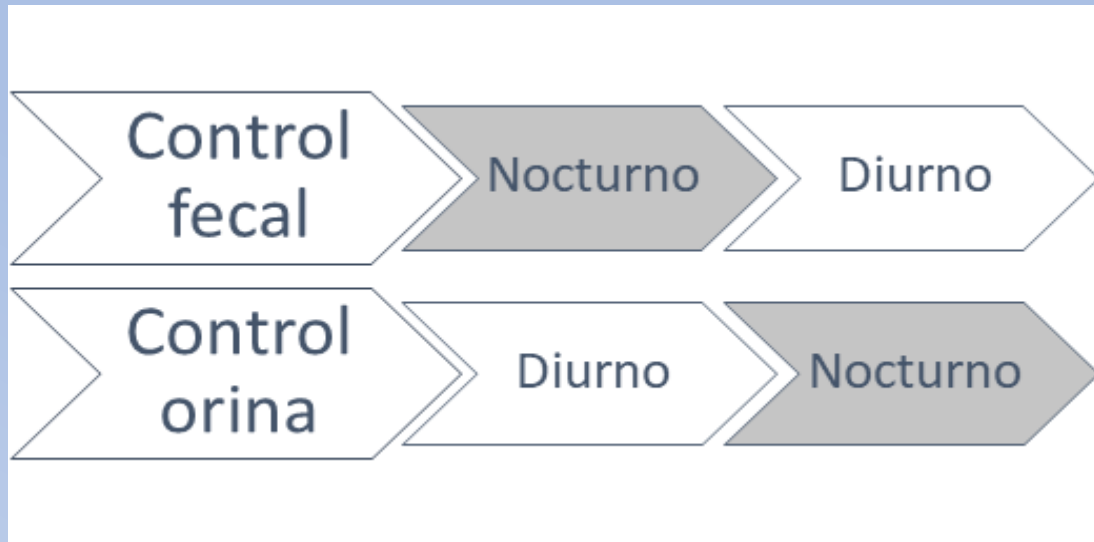 Control
fecal
Nocturno
Diurno
Control
orina
Diurno
Nocturno